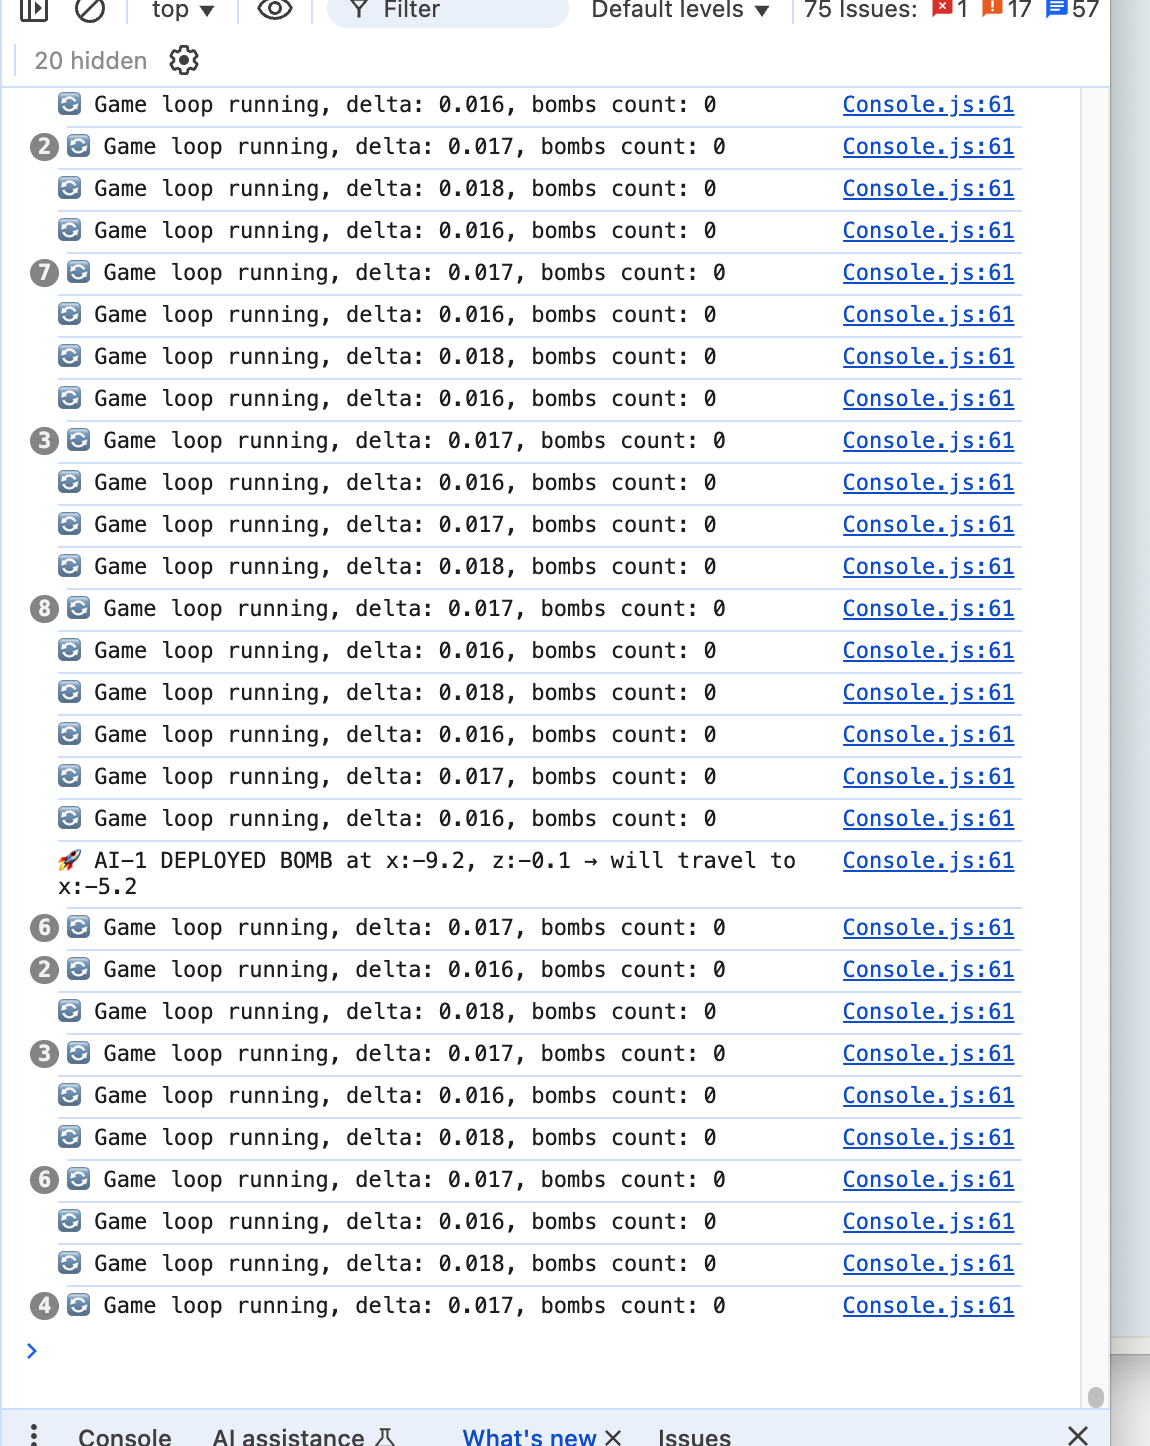 top ▼ Filter Default levels ▼ 75 Issues: 1 17 57
20 hidden
🔄 Game loop running, delta: 0.016, bombs count: 0 Console.js:61
2 🔄 Game loop running, delta: 0.017, bombs count: 0 Console.js:61
🔄 Game loop running, delta: 0.018, bombs count: 0 Console.js:61
🔄 Game loop running, delta: 0.016, bombs count: 0 Console.js:61
7 🔄 Game loop running, delta: 0.017, bombs count: 0 Console.js:61
🔄 Game loop running, delta: 0.016, bombs count: 0 Console.js:61
🔄 Game loop running, delta: 0.018, bombs count: 0 Console.js:61
🔄 Game loop running, delta: 0.016, bombs count: 0 Console.js:61
3 🔄 Game loop running, delta: 0.017, bombs count: 0 Console.js:61
🔄 Game loop running, delta: 0.016, bombs count: 0 Console.js:61
🔄 Game loop running, delta: 0.017, bombs count: 0 Console.js:61
🔄 Game loop running, delta: 0.018, bombs count: 0 Console.js:61
8 🔄 Game loop running, delta: 0.017, bombs count: 0 Console.js:61
🔄 Game loop running, delta: 0.016, bombs count: 0 Console.js:61
🔄 Game loop running, delta: 0.018, bombs count: 0 Console.js:61
🔄 Game loop running, delta: 0.016, bombs count: 0 Console.js:61
🔄 Game loop running, delta: 0.017, bombs count: 0 Console.js:61
🔄 Game loop running, delta: 0.016, bombs count: 0 Console.js:61
🚀 AI-1 DEPLOYED BOMB at x:-9.2, z:-0.1 → will travel to Console.js:61
x:-5.2
6 🔄 Game loop running, delta: 0.017, bombs count: 0 Console.js:61
2 🔄 Game loop running, delta: 0.016, bombs count: 0 Console.js:61
🔄 Game loop running, delta: 0.018, bombs count: 0 Console.js:61
3 🔄 Game loop running, delta: 0.017, bombs count: 0 Console.js:61
🔄 Game loop running, delta: 0.016, bombs count: 0 Console.js:61
🔄 Game loop running, delta: 0.018, bombs count: 0 Console.js:61
6 🔄 Game loop running, delta: 0.017, bombs count: 0 Console.js:61
🔄 Game loop running, delta: 0.016, bombs count: 0 Console.js:61
🔄 Game loop running, delta: 0.018, bombs count: 0 Console.js:61
4 🔄 Game loop running, delta: 0.017, bombs count: 0 Console.js:61
Console AI assistance What's new Issues